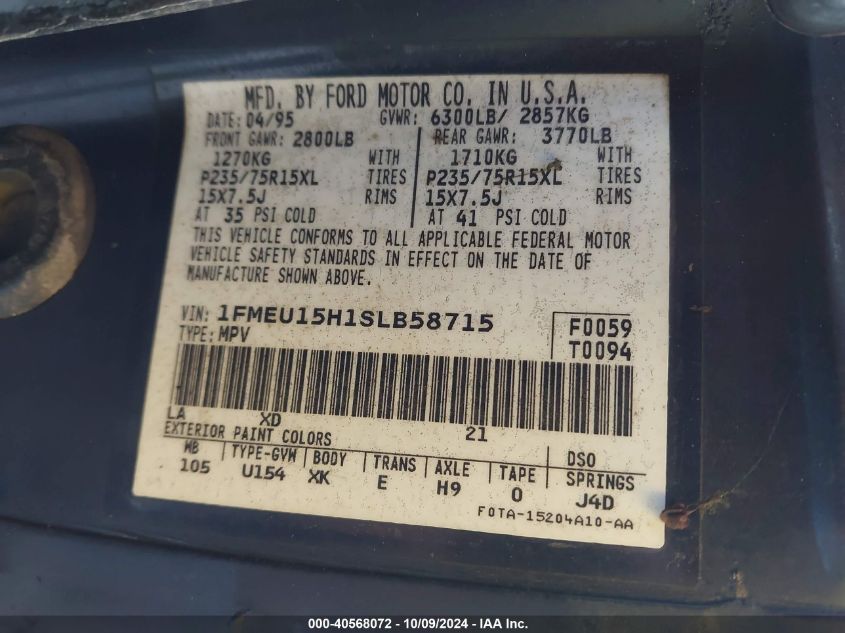 MFD. BY FORD MOTOR CO. IN U.S.A.
DATE: 04/95 GVWR: 6300LB/ 2857KG
FRONT GAWR: 2800LB REAR GAWR: 3770LB
1270KG WITH 1710KG WITH
P235/75R15XL TIRES P235/75R15XL TIRES
15X7.5J RIMS 15X7.5J RIMS
AT 35 PSI COLD AT 41 PSI COLD
THIS VEHICLE CONFORMS TO ALL APPLICABLE FEDERAL MOTOR
VEHICLE SAFETY STANDARDS IN EFFECT ON THE DATE OF
MANUFACTURE SHOWN ABOVE.
VIN: 1FMEU15H1SLB58715 F0059
TYPE: MPV T0094
LA XD 21
EXTERIOR PAINT COLORS DSO
WB TYPE-GVW BODY TRANS AXLE TAPE SPRINGS
105 U154 XK E H9 0 J4D
F0TA-15204A10-AA
000-40568072 - 10/09/2024 - IAA Inc.